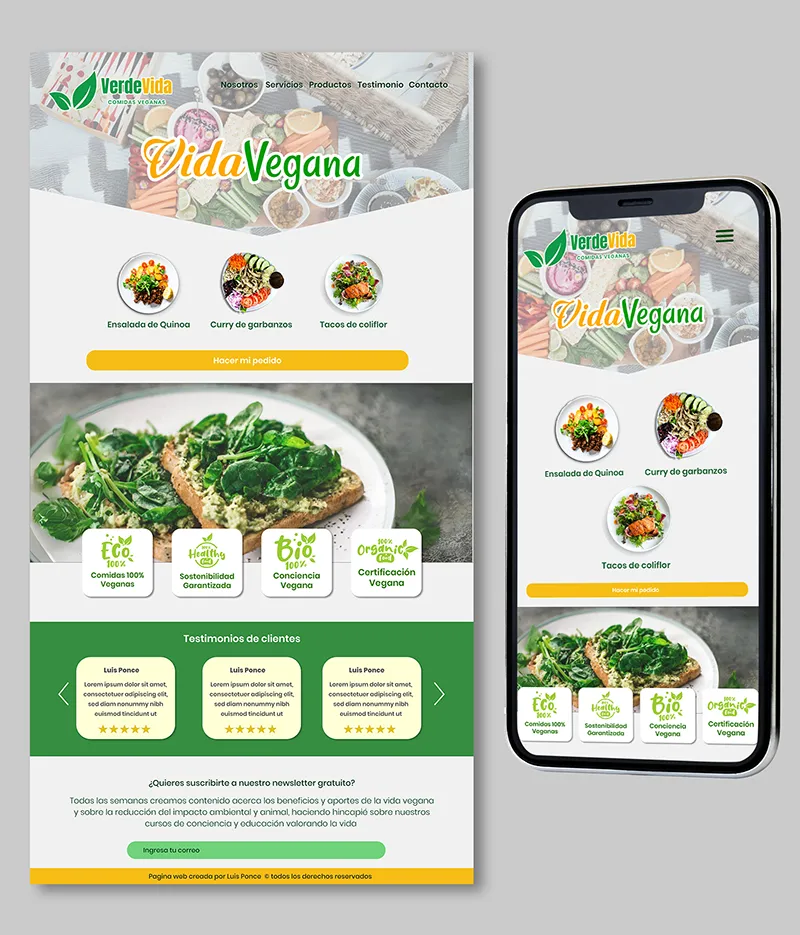 VerdeVida
COMIDAS VEGANAS
Nosotros Servicios Productos Testimonio Contacto
VidaVegana
Ensalada de Quinoa
Curry de garbanzos
Tacos de coliflor
Hacer mi pedido
Eco.
100%
Comidas 100%
Veganas
Healthy
food
Sostenibilidad
Garantizada
Bio.
100%
Conciencia
Vegana
100%
Organic
food
Certificación
Vegana
Testimonios de clientes
Luis Ponce
Lorem ipsum dolor sit amet,
consectetuer adipiscing elit,
sed diam nonummy nibh
euismod tincidunt ut
Luis Ponce
Lorem ipsum dolor sit amet,
consectetuer adipiscing elit,
sed diam nonummy nibh
euismod tincidunt ut
Luis Ponce
Lorem ipsum dolor sit amet,
consectetuer adipiscing elit,
sed diam nonummy nibh
euismod tincidunt ut
¿Quieres suscribirte a nuestro newsletter gratuito?
Todas las semanas creamos contenido acerca los beneficios y aportes de la vida vegana
y sobre la reducción del impacto ambiental y animal, haciendo hincapié sobre nuestros
cursos de conciencia y educación valorando la vida
Ingresa tu correo
Pagina web creada por Luis Ponce © todos los derechos reservados
VerdeVida
COMIDAS VEGANAS
VidaVegana
Ensalada de Quinoa
Curry de garbanzos
Tacos de coliflor
Hacer mi pedido
Eco.
100%
Comidas 100%
Veganas
Healthy
Sostenibilidad
Garantizada
Bio.
100%
Conciencia
Vegana
100%
Organic
food
Certificación
Vegana